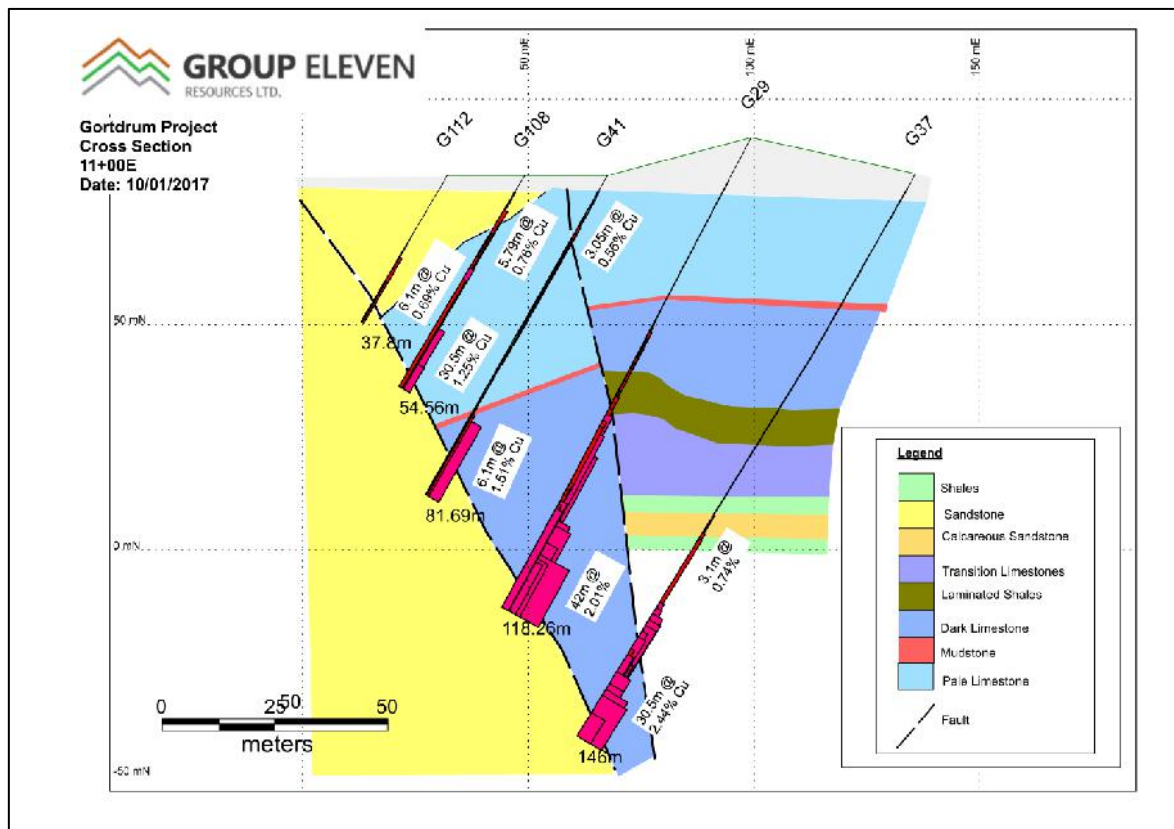 GROUP ELEVEN
RESOURCES LTD.
Gortdrum Project
Cross Section
11+00E
Date: 10/01/2017
50 mE
100 mE
150 mE
G112
G108
G41
G29
G37
5.79m @
0.76% Cu
3.05m @
0.56% Cu
6.1m @
0.69% Cu
50 mN
37.8m
30.5m @
1.25% Cu
54.56m
6.1m @
1.51% Cu
81.69m
0 mN
3.1m @
0.74%
42m @
2.01%
118.26m
30.5m @
2.44% Cu
146m
0
25
50
50
meters
-50 mN
Legend
Shales
Sandstone
Calcareous Sandstone
Transition Limestones
Laminated Shales
Dark Limestone
Mudstone
Pale Limestone
Fault